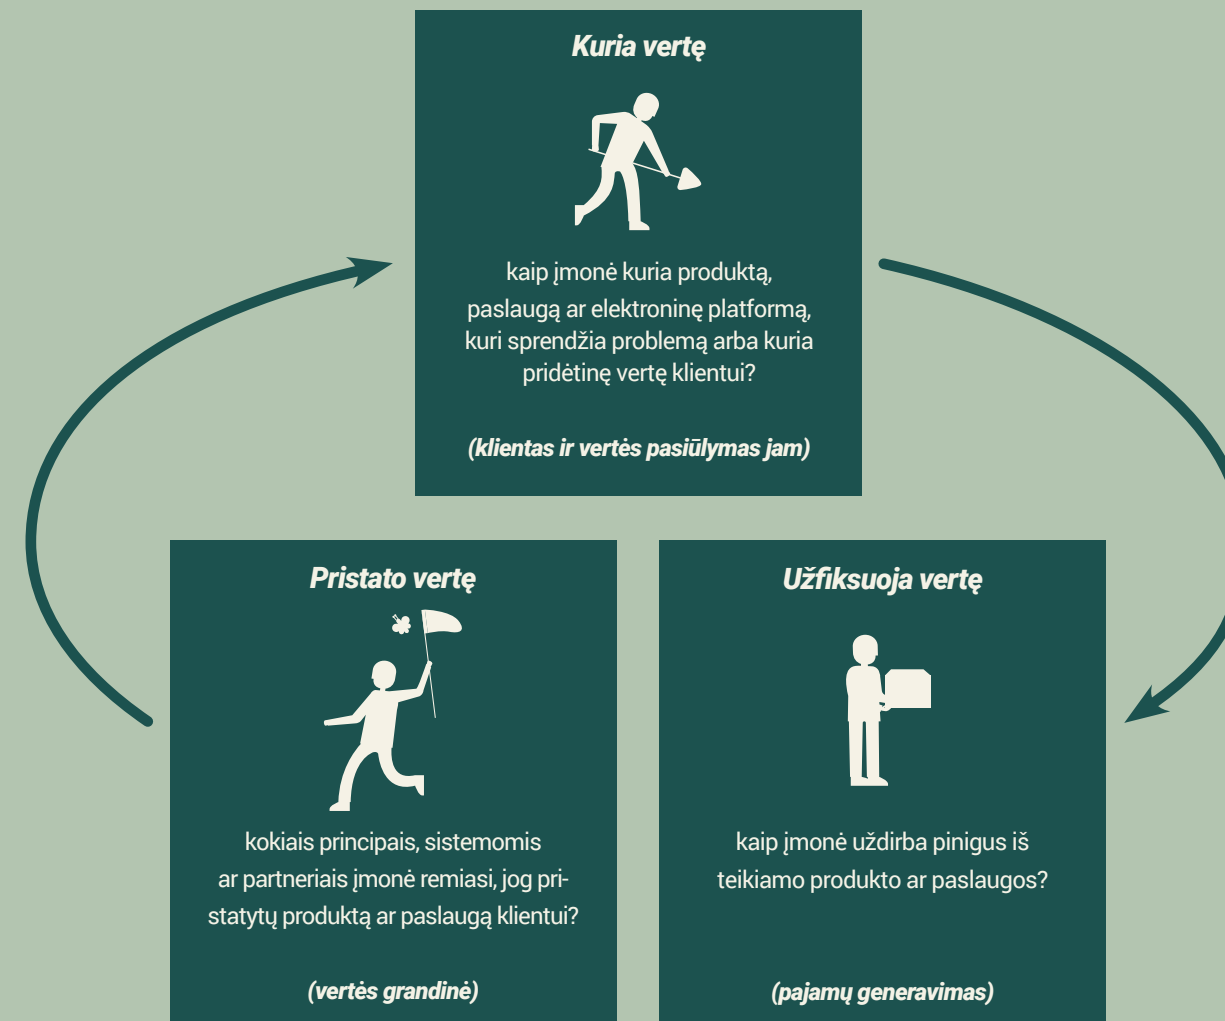 Kuria vertę
kaip įmonė kuria produktą,
paslaugą ar elektroninę platformą,
kuri sprendžia problemą arba kuria
pridėtinę vertę klientui?
(klientas ir vertės pasiūlymas jam)
Pristato vertę
kokiais principais, sistemomis
ar partneriais įmonė remiasi, jog pri-
statytų produktą ar paslaugą klientui?
(vertės grandinė)
Užfiksuoja vertę
kaip įmonė uždirba pinigus iš
teikiamo produkto ar paslaugos?
(pajamų generavimas)